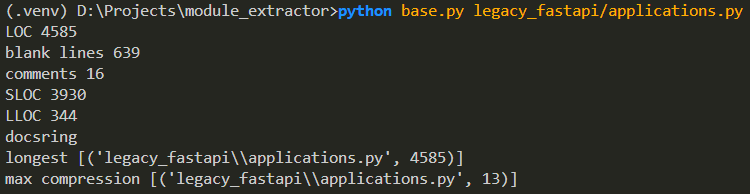 (.venv) D:\Projects\module_extractor>python base.py legacy_fastapi/applications.py
LOC 4585
blank lines 639
comments 16
SLOC 3930
LLOC 344
docsring
longest [('legacy_fastapi\\applications.py', 4585)]
max compression [('legacy_fastapi\\applications.py', 13)]